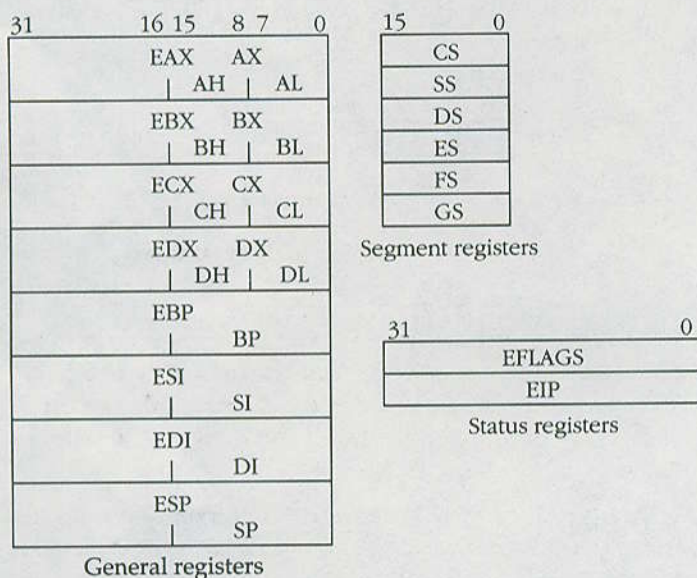 31 16 15 8 7 0
EAX AX
AH AL
EBX BX
BH BL
ECX CX
CH CL
EDX DX
DH DL
EBP
BP
ESI
SI
EDI
DI
ESP
SP
General registers
15 0
CS
SS
DS
ES
FS
GS
Segment registers
31 0
EFLAGS
EIP
Status registers